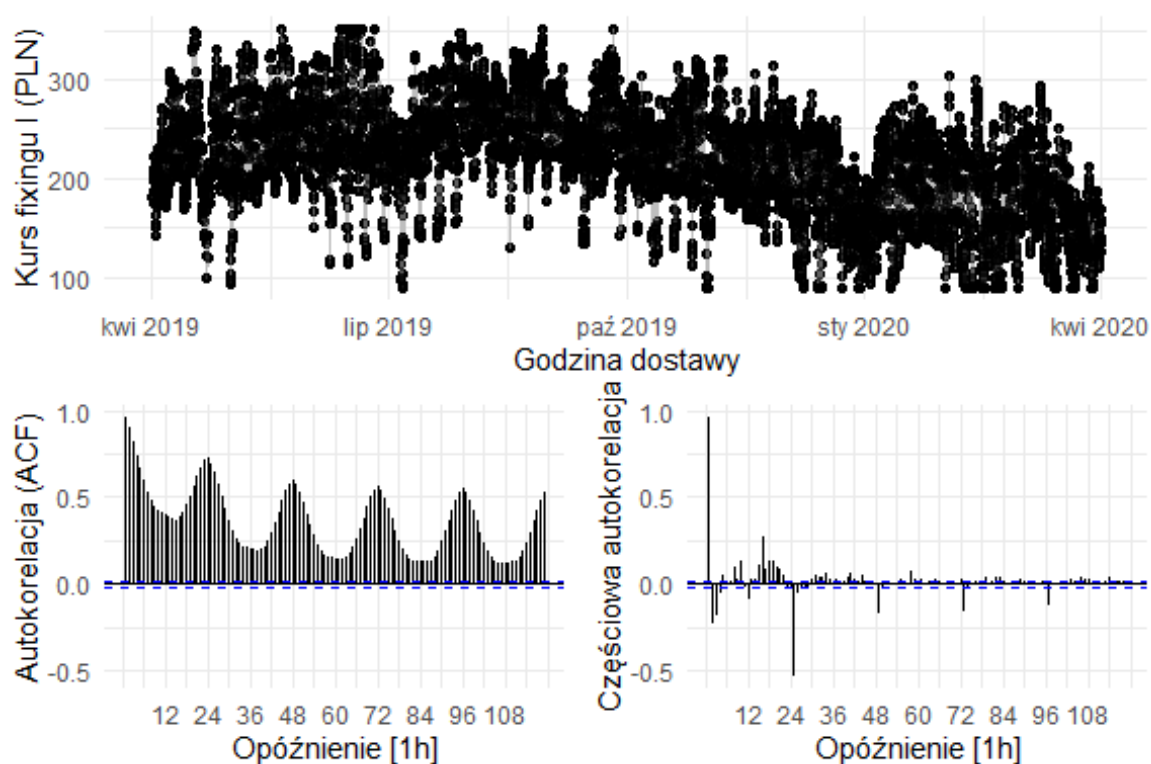 Kurs fixingu I (PLN)
300
200
100
kwi 2019 lip 2019 paź 2019 sty 2020 kwi 2020
Godzina dostawy
Autokorelacja (ACF)
1.0
0.5
0.0
-0.5
12 24 36 48 60 72 84 96 108
Opóźnienie [1h]
Częściowa autokorelacja
1.0
0.5
0.0
-0.5
12 24 36 48 60 72 84 96 108
Opóźnienie [1h]